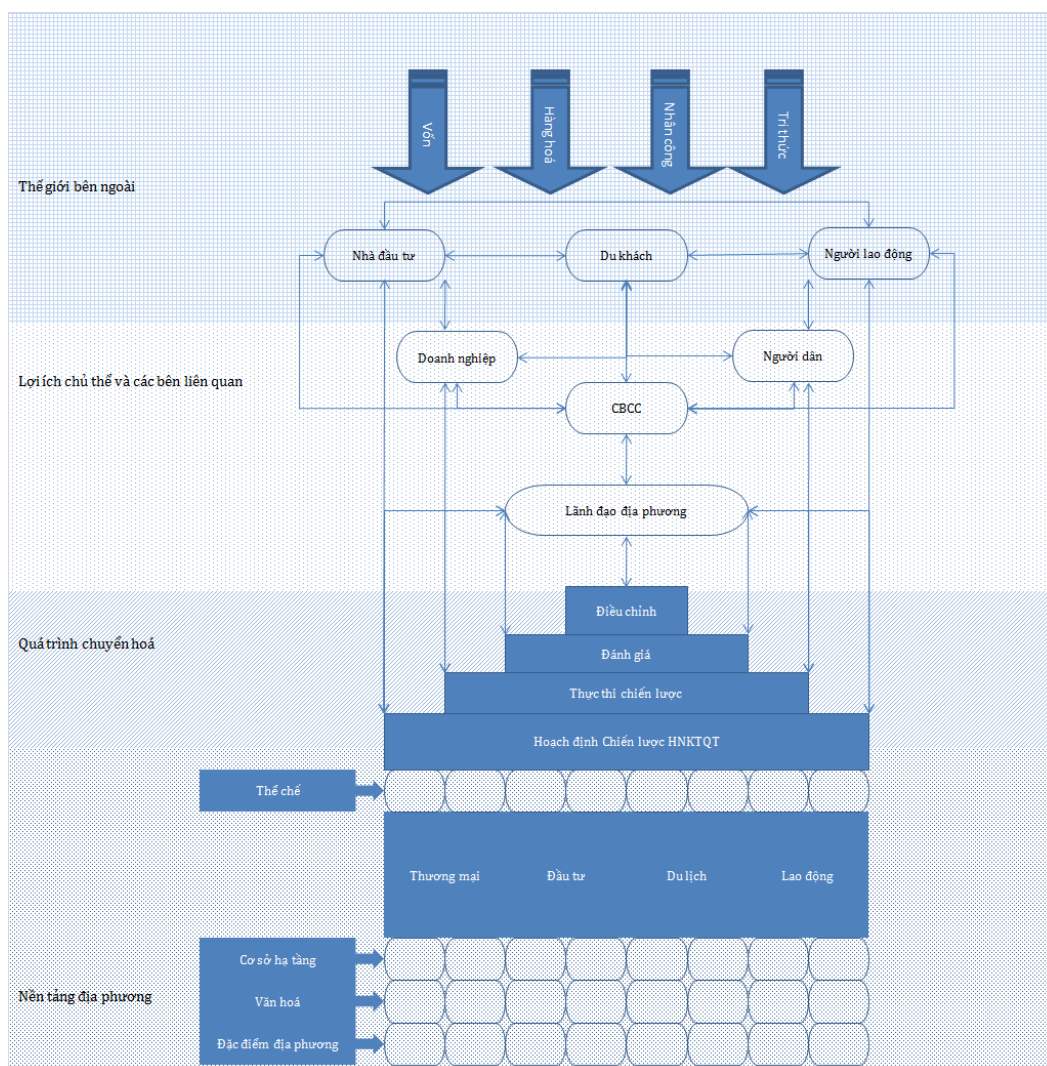 Vốn
Hàng hoá
Nhân công
Tri thức
Thế giới bên ngoài
Nhà đầu tư
Du khách
Người lao động
Doanh nghiệp
Người dân
Lợi ích chủ thể và các bên liên quan
CBCC
Lãnh đạo địa phương
Điều chỉnh
Quá trình chuyển hoá
Đánh giá
Thực thi chiến lược
Hoạch định Chiến lược HNKTQT
Thể chế
Thương mại
Đầu tư
Du lịch
Lao động
Cơ sở hạ tầng
Nền tảng địa phương
Văn hoá
Đặc điểm địa phương